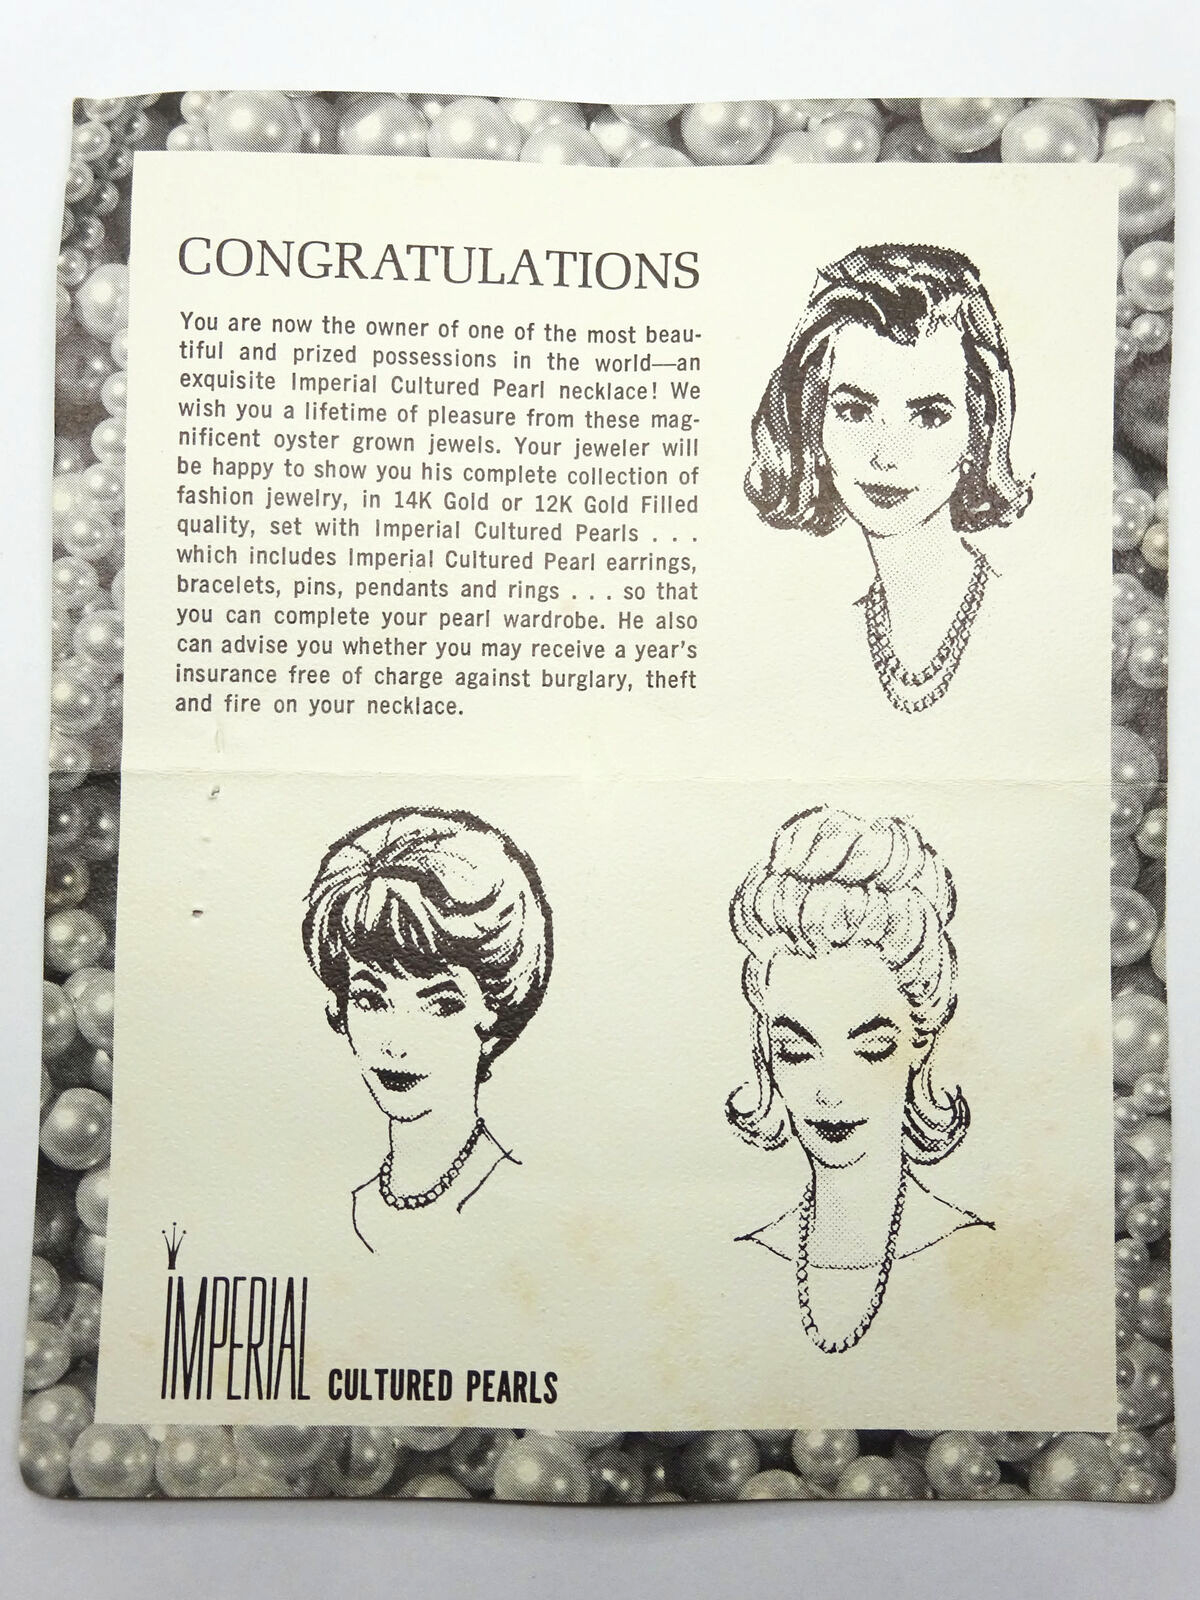 CONGRATULATIONS
You are now the owner of one of the most beau-
tiful and prized possessions in the world—an
exquisite Imperial Cultured Pearl necklace! We
wish you a lifetime of pleasure from these mag-
nificent oyster grown jewels. Your jeweler will
be happy to show you his complete collection of
fashion jewelry, in 14K Gold or 12K Gold Filled
quality, set with Imperial Cultured Pearls . . .
which includes Imperial Cultured Pearl earrings,
bracelets, pins, pendants and rings . . . so that
you can complete your pearl wardrobe. He also
can advise you whether you may receive a year's
insurance free of charge against burglary, theft
and fire on your necklace.
IMPERIAL CULTURED PEARLS